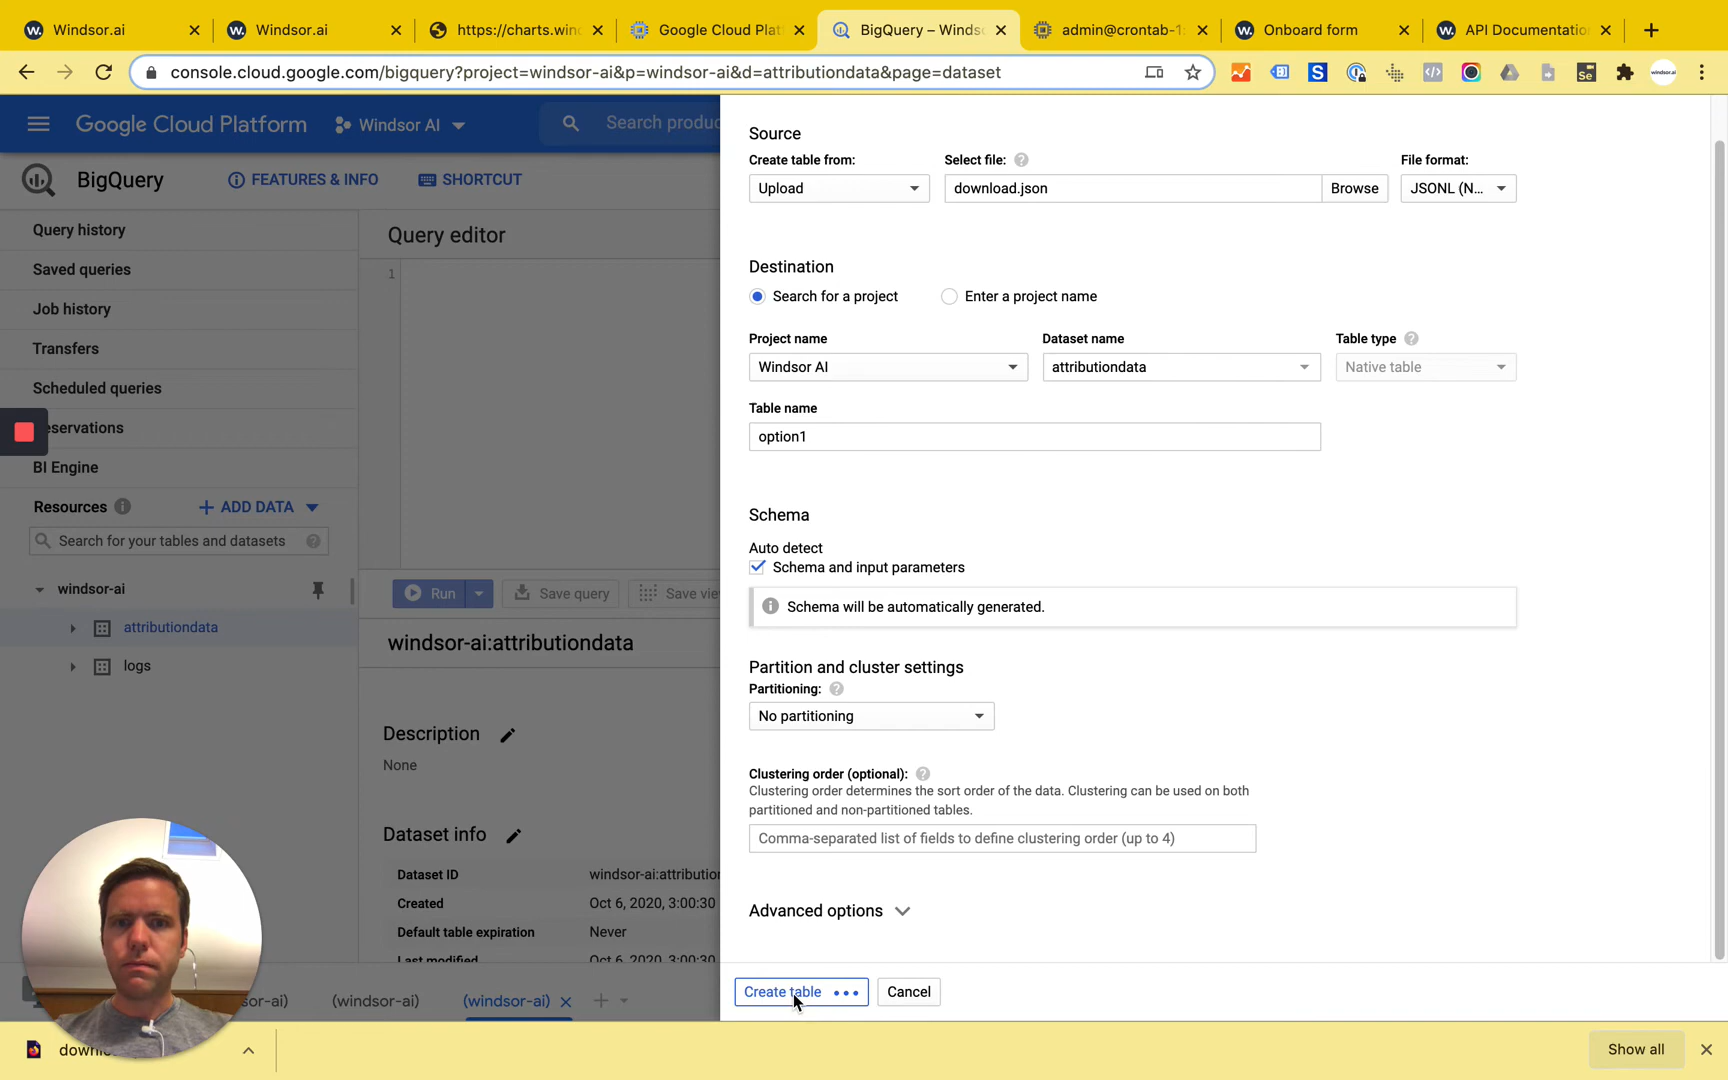 Windsor.ai
Windsor.ai
https://charts.win
Google Cloud Plat
BigQuery – Winds
admin@crontab-1
Onboard form
API Documentatio
console.cloud.google.com/bigquery?project=windsor-ai&p=windsor-ai&d=attributiondata&page=dataset
Google Cloud Platform
Windsor AI
Search produ
BigQuery
FEATURES & INFO
SHORTCUT
Query history
Saved queries
Job history
Transfers
Scheduled queries
eservations
BI Engine
Resources
ADD DATA
Search for your tables and datasets
windsor-ai
attributiondata
logs
Query editor
1
Run
Save query
Save vie
windsor-ai:attributiondata
Description
None
Dataset info
Dataset ID windsor-ai:attribution
Created Oct 6, 2020, 3:00:30
Default table expiration Never
Last modified Oct 6, 2020, 3:00:30
sor-ai)
(windsor-ai)
(windsor-ai)
Source
Create table from:
Select file:
File format:
Upload
download.json
Browse
JSONL (N...
Destination
Search for a project
Enter a project name
Project name
Dataset name
Table type
Windsor AI
attributiondata
Native table
Table name
option1
Schema
Auto detect
Schema and input parameters
Schema will be automatically generated.
Partition and cluster settings
Partitioning:
No partitioning
Clustering order (optional):
Clustering order determines the sort order of the data. Clustering can be used on both
partitioned and non-partitioned tables.
Comma-separated list of fields to define clustering order (up to 4)
Advanced options
Create table
Cancel
Show all